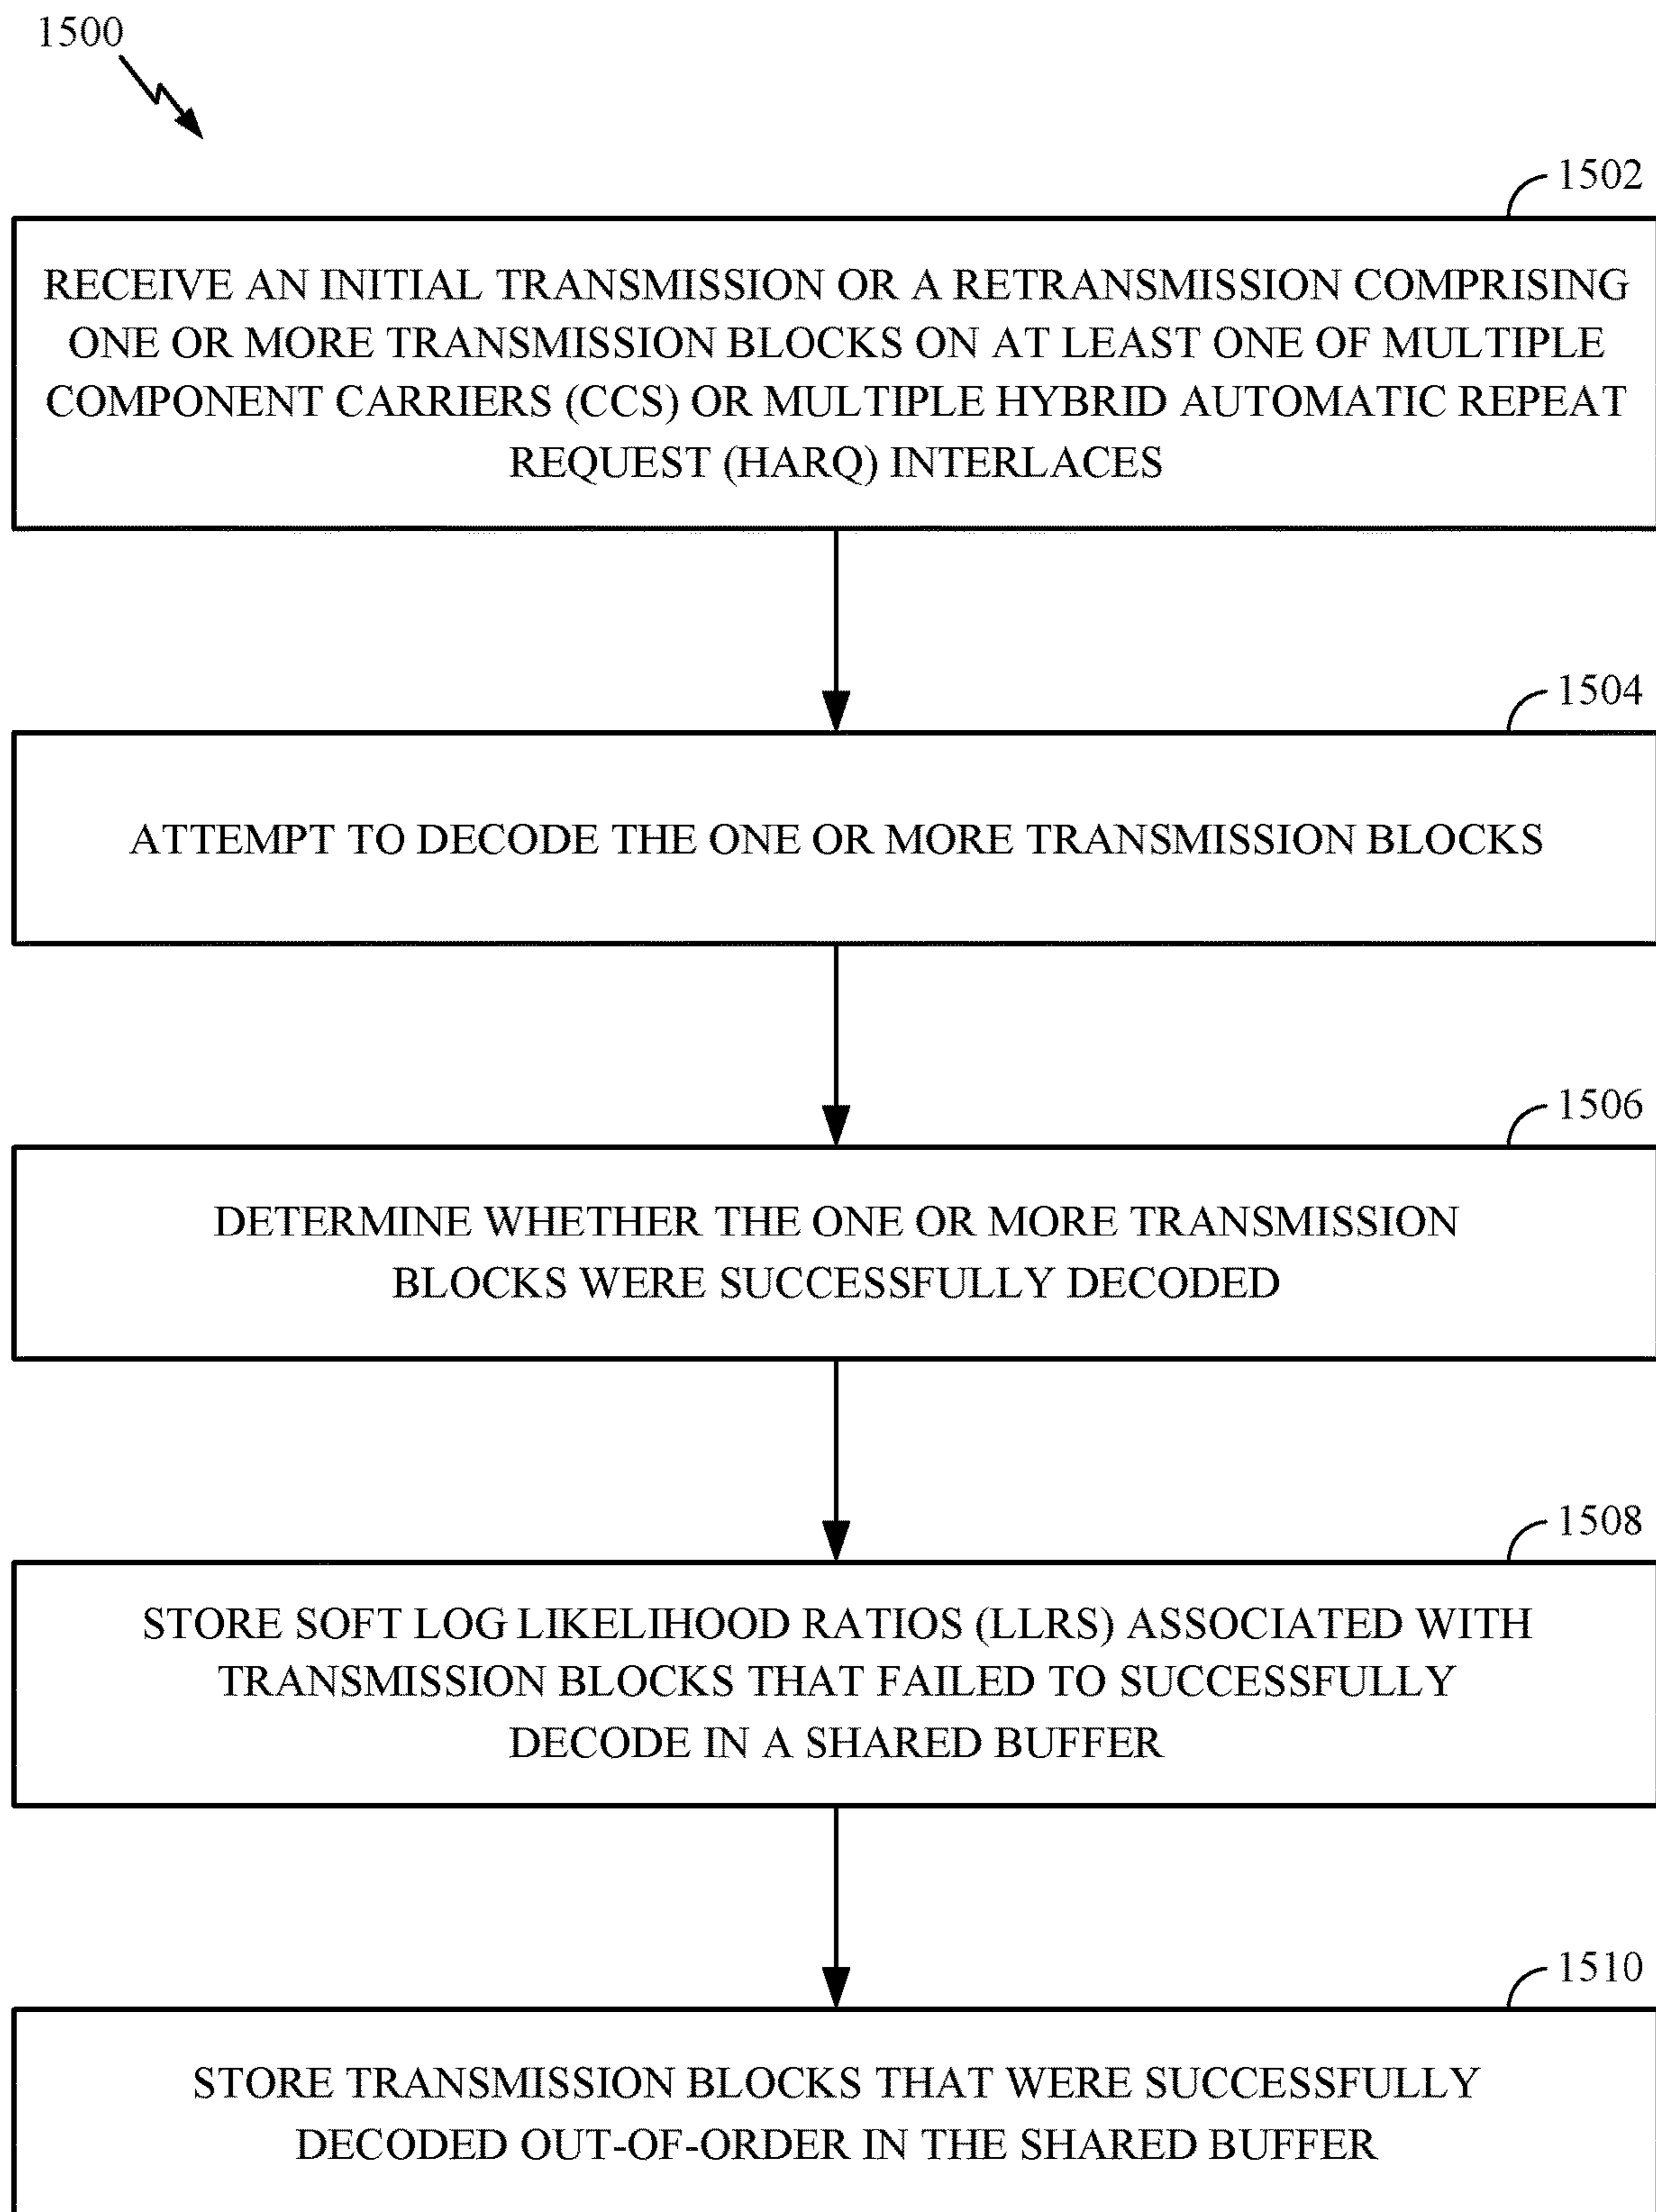 1500
1502
RECEIVE AN INITIAL TRANSMISSION OR A RETRANSMISSION COMPRISING
ONE OR MORE TRANSMISSION BLOCKS ON AT LEAST ONE OF MULTIPLE
COMPONENT CARRIERS (CCS) OR MULTIPLE HYBRID AUTOMATIC REPEAT
REQUEST (HARQ) INTERLACES
1504
ATTEMPT TO DECODE THE ONE OR MORE TRANSMISSION BLOCKS
1506
DETERMINE WHETHER THE ONE OR MORE TRANSMISSION
BLOCKS WERE SUCCESSFULLY DECODED
1508
STORE SOFT LOG LIKELIHOOD RATIOS (LLRS) ASSOCIATED WITH
TRANSMISSION BLOCKS THAT FAILED TO SUCCESSFULLY
DECODE IN A SHARED BUFFER
1510
STORE TRANSMISSION BLOCKS THAT WERE SUCCESSFULLY
DECODED OUT-OF-ORDER IN THE SHARED BUFFER